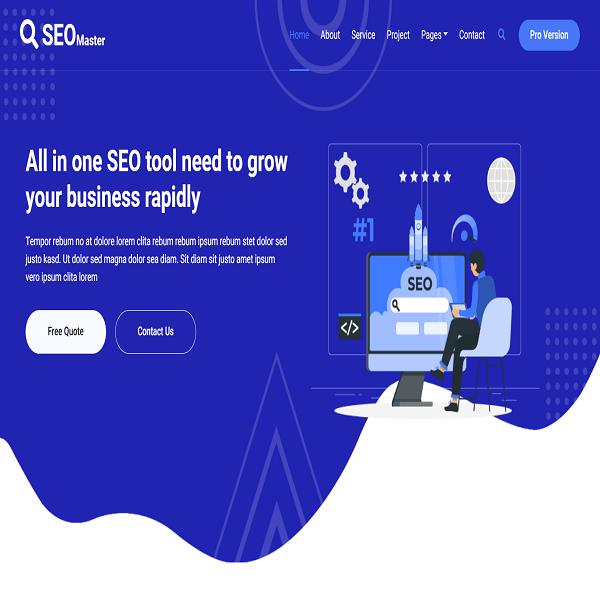 SEO Master
Home About Service Project Pages Contact Pro Version
All in one SEO tool need to grow
your business rapidly
Tempor rebum no at dolore lorem clita rebum rebum ipsum rebum stet dolor sed
justo kasd. Ut dolor sed magna dolor sea diam. Sit diam sit justo amet ipsum
vero ipsum clita lorem
Free Quote Contact Us
#1
SEO
</>